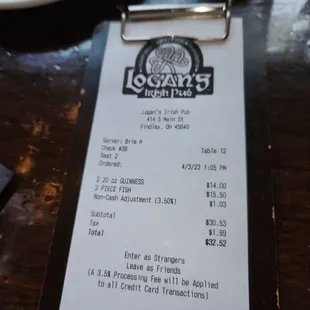 LOGAN'S
Irish Pub
Logan's Irish Pub
414 S Main St
Findlay, OH 45840
Server: Brie H
Check #39 Table 12
Seat 2
Ordered: 4/3/23 1:05 PM
2 20 oz GUINNESS $14.00
3 PIECE FISH $15.50
Non-Cash Adjustment (3.50%) $1.03
Subtotal $30.53
Tax $1.99
Total $32.52
Enter as Strangers
Leave as Friends
(A 3.5% Processing Fee will be Applied
to all Credit Card Transactions)